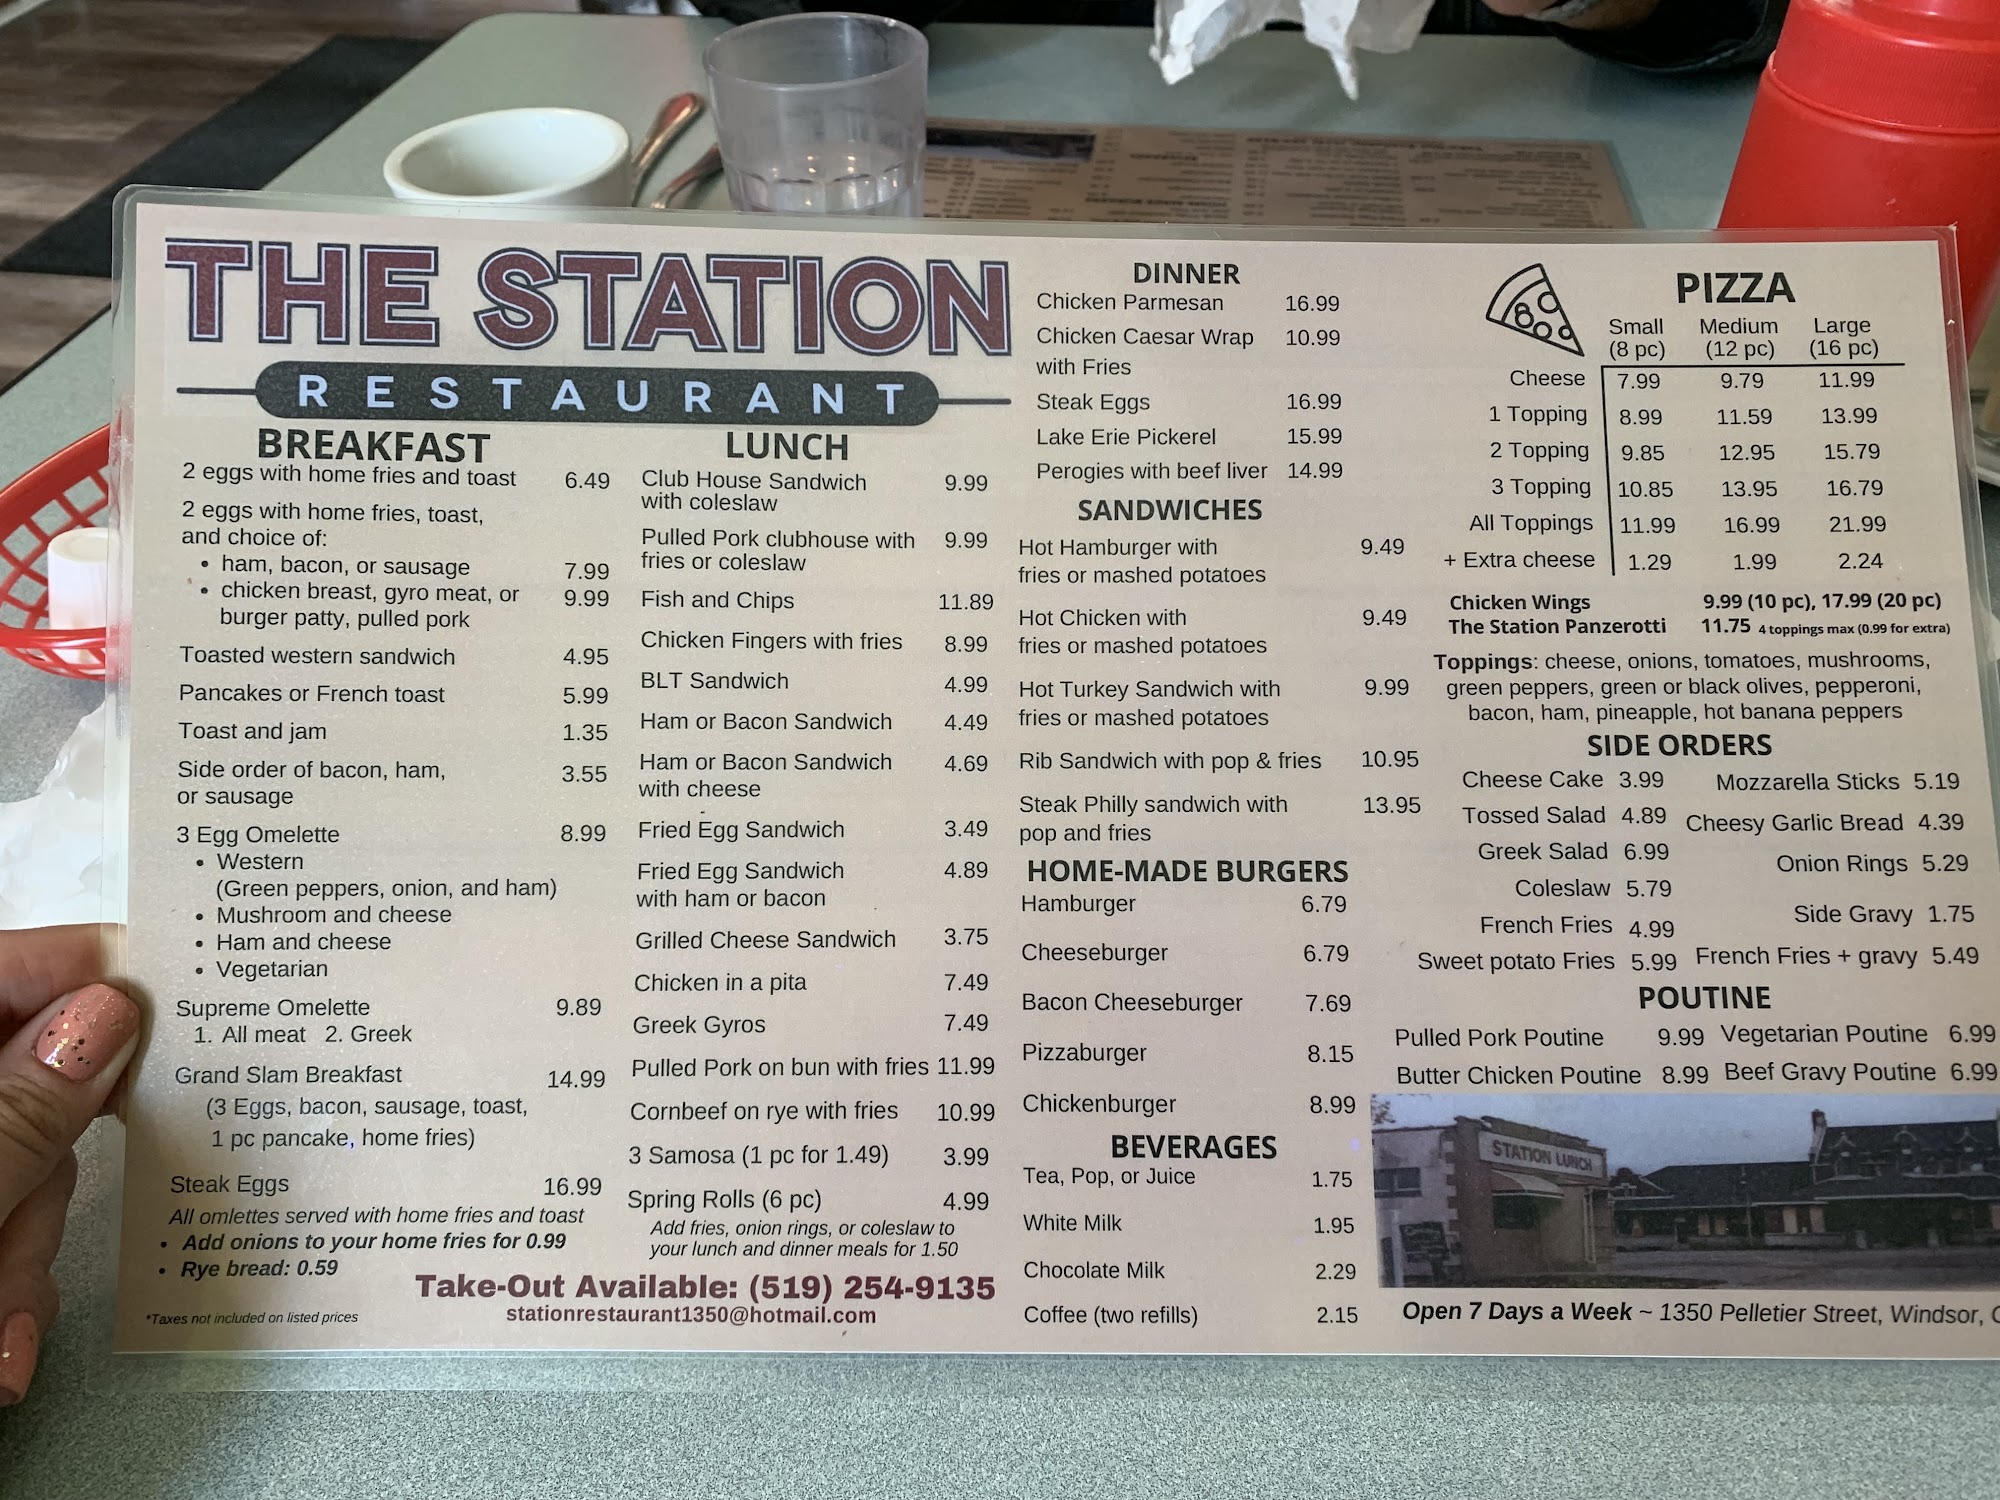 THE STATION
RESTAURANT
BREAKFAST
2 eggs with home fries and toast 6.49
2 eggs with home fries, toast,
and choice of:
• ham, bacon, or sausage 7.99
• chicken breast, gyro meat, or 9.99
burger patty, pulled pork
Toasted western sandwich 4.95
Pancakes or French toast 5.99
Toast and jam 1.35
Side order of bacon, ham, 3.55
or sausage
3 Egg Omelette 8.99
• Western
(Green peppers, onion, and ham)
• Mushroom and cheese
• Ham and cheese
• Vegetarian
Supreme Omelette 9.89
1. All meat 2. Greek
Grand Slam Breakfast 14.99
(3 Eggs, bacon, sausage, toast,
1 pc pancake, home fries)
Steak Eggs 16.99
All omlettes served with home fries and toast
• Add onions to your home fries for 0.99
• Rye bread: 0.59
*Taxes not included on listed prices
LUNCH
Club House Sandwich 9.99
with coleslaw
Pulled Pork clubhouse with 9.99
fries or coleslaw
Fish and Chips 11.89
Chicken Fingers with fries 8.99
BLT Sandwich 4.99
Ham or Bacon Sandwich 4.49
Ham or Bacon Sandwich 4.69
with cheese
Fried Egg Sandwich 3.49
Fried Egg Sandwich 4.89
with ham or bacon
Grilled Cheese Sandwich 3.75
Chicken in a pita 7.49
Greek Gyros 7.49
Pulled Pork on bun with fries 11.99
Cornbeef on rye with fries 10.99
3 Samosa (1 pc for 1.49) 3.99
Spring Rolls (6 pc) 4.99
Add fries, onion rings, or coleslaw to
your lunch and dinner meals for 1.50
Take-Out Available: (519) 254-9135
stationrestaurant1350@hotmail.com
DINNER
Chicken Parmesan 16.99
Chicken Caesar Wrap 10.99
with Fries
Steak Eggs 16.99
Lake Erie Pickerel 15.99
Perogies with beef liver 14.99
SANDWICHES
Hot Hamburger with 9.49
fries or mashed potatoes
Hot Chicken with 9.49
fries or mashed potatoes
Hot Turkey Sandwich with 9.99
fries or mashed potatoes
Rib Sandwich with pop & fries 10.95
Steak Philly sandwich with 13.95
pop and fries
HOME-MADE BURGERS
Hamburger 6.79
Cheeseburger 6.79
Bacon Cheeseburger 7.69
Pizzaburger 8.15
Chickenburger 8.99
BEVERAGES
Tea, Pop, or Juice 1.75
White Milk 1.95
Chocolate Milk 2.29
Coffee (two refills) 2.15
PIZZA
Small Medium Large
(8 pc) (12 pc) (16 pc)
Cheese 7.99 9.79 11.99
1 Topping 8.99 11.59 13.99
2 Topping 9.85 12.95 15.79
3 Topping 10.85 13.95 16.79
All Toppings 11.99 16.99 21.99
+ Extra cheese 1.29 1.99 2.24
Chicken Wings 9.99 (10 pc), 17.99 (20 pc)
The Station Panzerotti 11.75 4 toppings max (0.99 for extra)
Toppings: cheese, onions, tomatoes, mushrooms,
green peppers, green or black olives, pepperoni,
bacon, ham, pineapple, hot banana peppers
SIDE ORDERS
Cheese Cake 3.99 Mozzarella Sticks 5.19
Tossed Salad 4.89 Cheesy Garlic Bread 4.39
Greek Salad 6.99 Onion Rings 5.29
Coleslaw 5.79 Side Gravy 1.75
French Fries 4.99
Sweet potato Fries 5.99 French Fries + gravy 5.49
POUTINE
Pulled Pork Poutine 9.99 Vegetarian Poutine 6.99
Butter Chicken Poutine 8.99 Beef Gravy Poutine 6.99
STATION LUNCH
Open 7 Days a Week ~ 1350 Pelletier Street, Windsor,